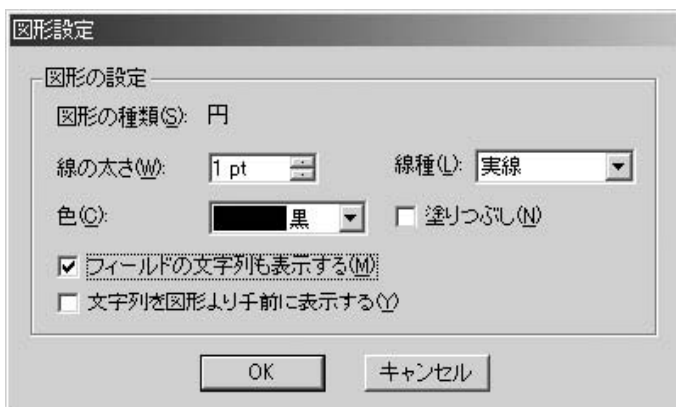 図形設定
図形の設定
図形の種類(S): 円
線の太さ(W): 1 pt 線種(L): 実線
色(C): 黒 塗りつぶし(N)
フィールドの文字列も表示する(M)
文字列を図形より手前に表示する(Y)
OK キャンセル